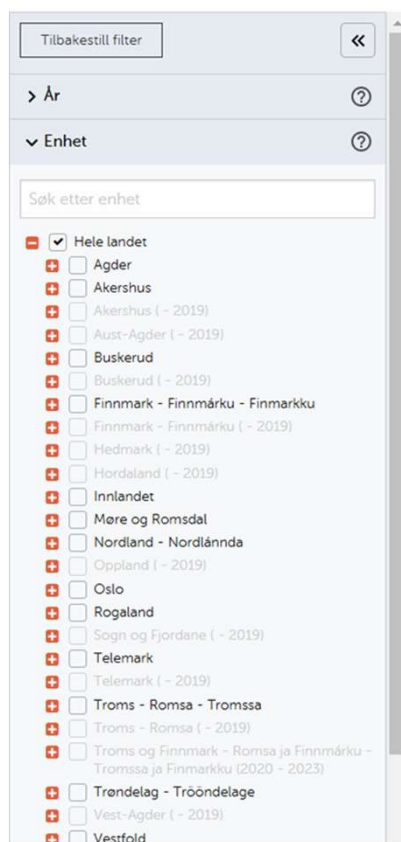 Tilbakestill filter
År
Enhet
Søk etter enhet
Hele landet
Agder
Akershus
Akershus ( - 2019)
Aust-Agder ( - 2019)
Buskerud
Buskerud ( - 2019)
Finnmark - Finnmárku - Finmarkku
Finnmark - Finnmárku ( - 2019)
Hedmark ( - 2019)
Hordaland ( - 2019)
Innlandet
Møre og Romsdal
Nordland - Nordlánnda
Oppland ( - 2019)
Oslo
Rogaland
Sogn og Fjordane ( - 2019)
Telemark
Telemark ( - 2019)
Troms - Romsa - Tromssa
Troms - Romsa ( - 2019)
Troms og Finnmark - Romsa ja Finnmárku -
Tromssa ja Finmarkku (2020 - 2023)
Trøndelag - Trööndelage
Vest-Agder ( - 2019)
Vestfold